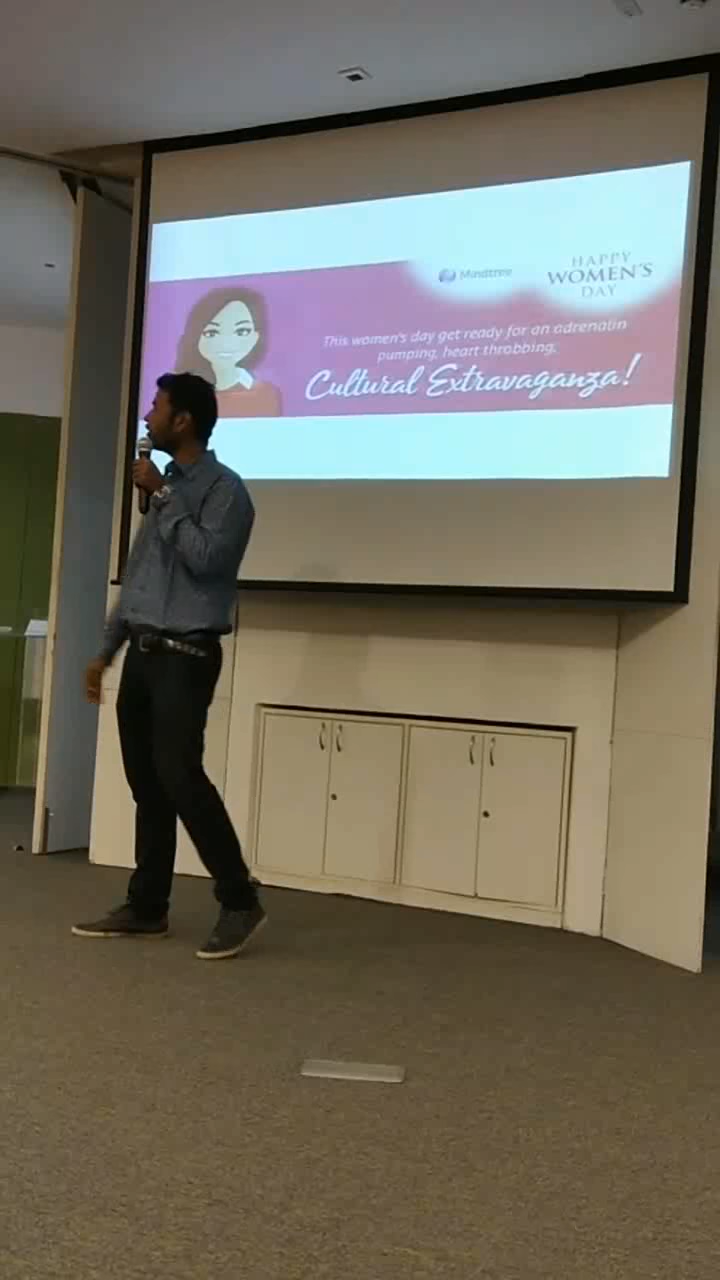 Mindtree
HAPPY
WOMEN'S
DAY
This women's day get ready for an adrenalin
pumping, heart throbbing,
Cultural Extravaganza!